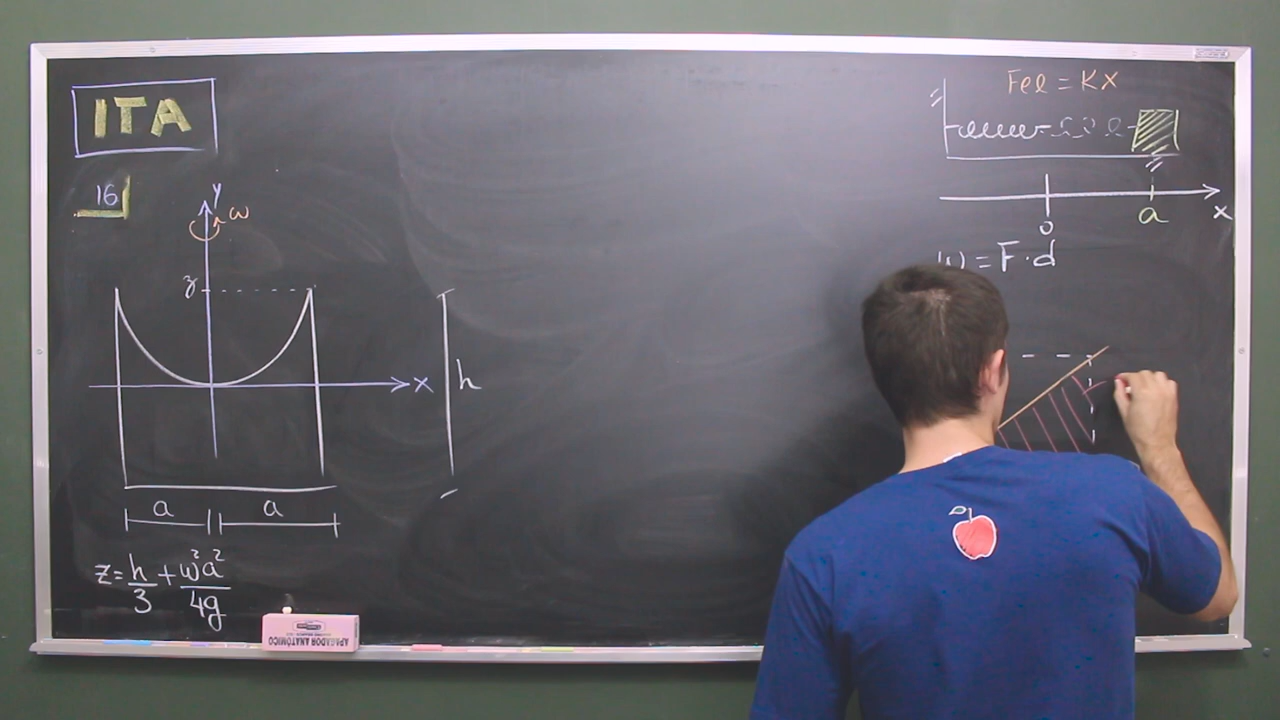 ITA
16
y
ω
z
x
h
a a
z = h/3 + ω²a²/4g
APAGADOR ANATÔMICO
Fel = Kx
0 a x
= F·d